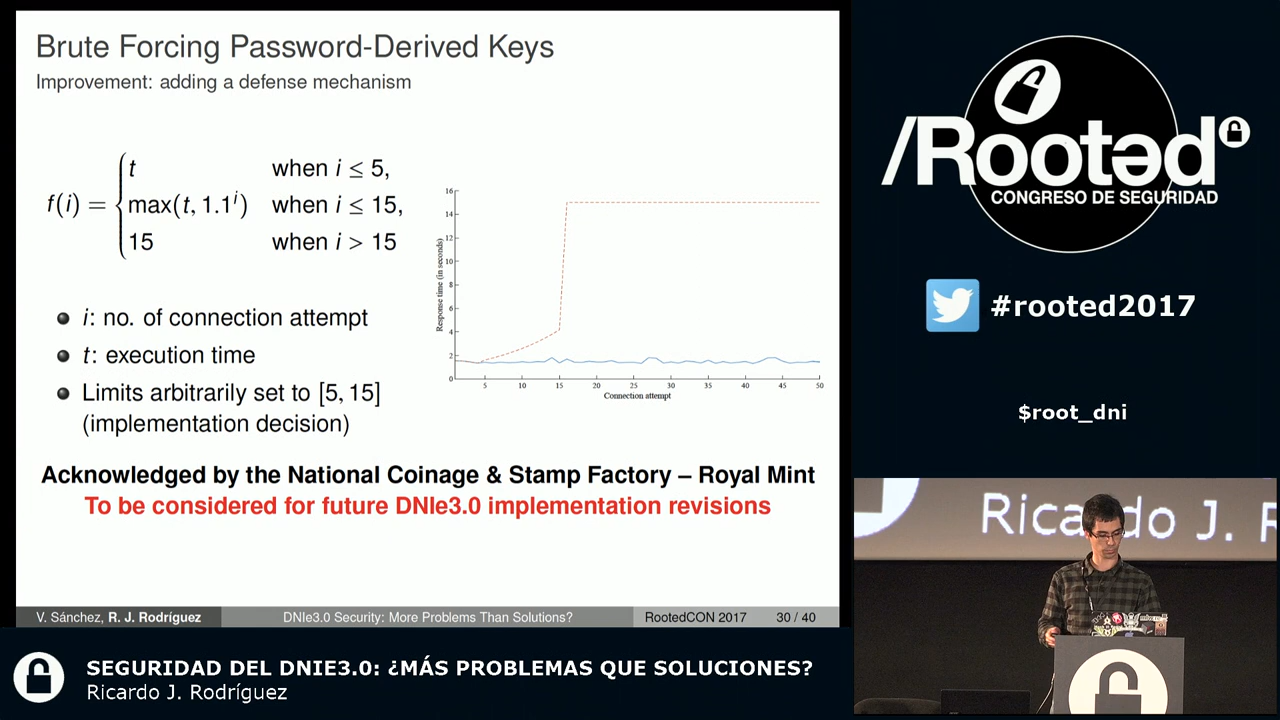 Brute Forcing Password-Derived Keys
Improvement: adding a defense mechanism
f(i) =
t when i ≤ 5,
max(t, 1.1^i) when i ≤ 15,
15 when i > 15
i: no. of connection attempt
t: execution time
Limits arbitrarily set to [5, 15]
(implementation decision)
Response time (in seconds)
16
14
12
10
8
6
4
2
0
5 10 15 20 25 30 35 40 45 50
Connection attempt
Acknowledged by the National Coinage & Stamp Factory – Royal Mint
To be considered for future DNIe3.0 implementation revisions
V. Sánchez, R. J. Rodríguez DNIe3.0 Security: More Problems Than Solutions? RootedCON 2017 30 / 40
/Rootəd
CONGRESO DE SEGURIDAD
#rooted2017
$root_dni
Ricardo J. R
SEGURIDAD DEL DNIE3.0: ¿MÁS PROBLEMAS QUE SOLUCIONES?
Ricardo J. Rodríguez